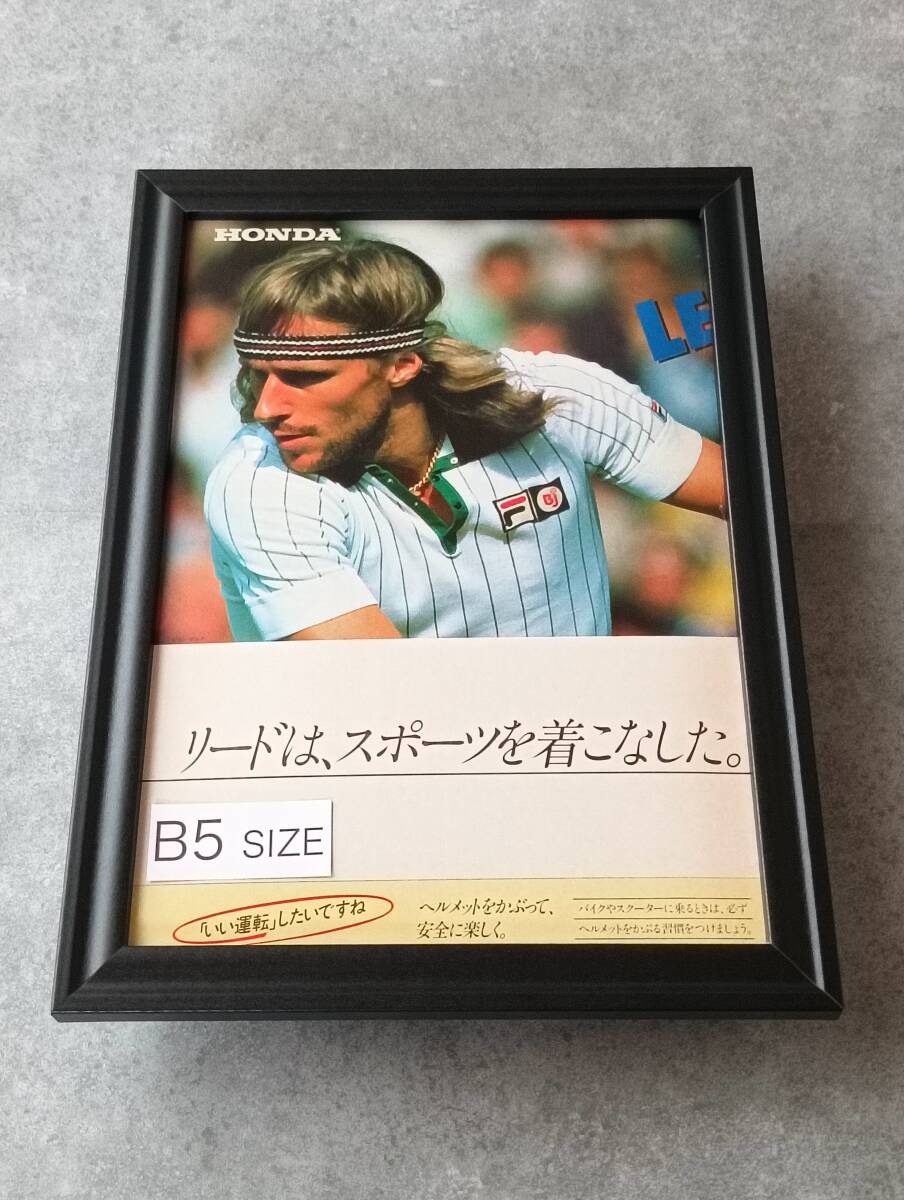 HONDA
LE
BJ
リードは、スポーツを着こなした。
B5 SIZE
「いい運転」したいですね
ヘルメットをかぶって、
安全に楽しく。
バイクやスクーターに乗るときは、必ず
ヘルメットをかぶる習慣をつけましょう。